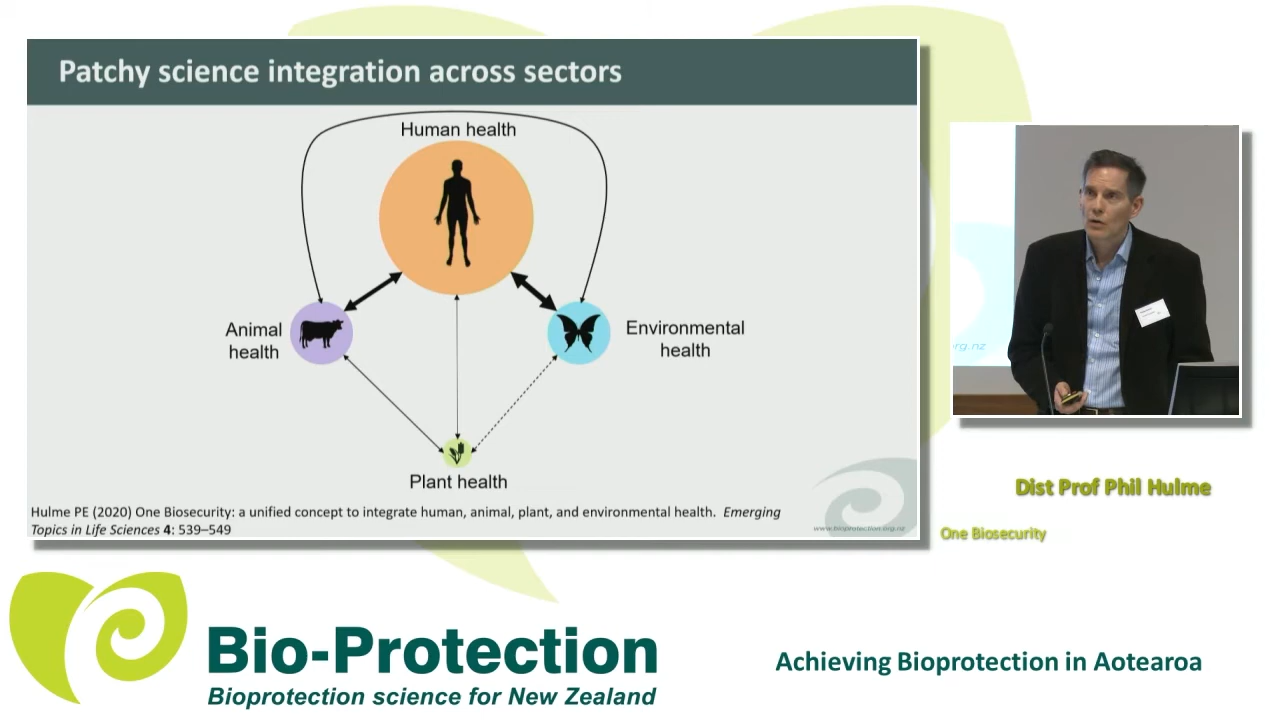 Patchy science integration across sectors
Human health
Animal
health
Environmental
health
Plant health
Hulme PE (2020) One Biosecurity: a unified concept to integrate human, animal, plant, and environmental health. Emerging
Topics in Life Sciences 4: 539–549
www.bioprotection.org.nz
org.nz
Dist Prof Phil Hulme
One Biosecurity
Bio-Protection
Bioprotection science for New Zealand
Achieving Bioprotection in Aotearoa